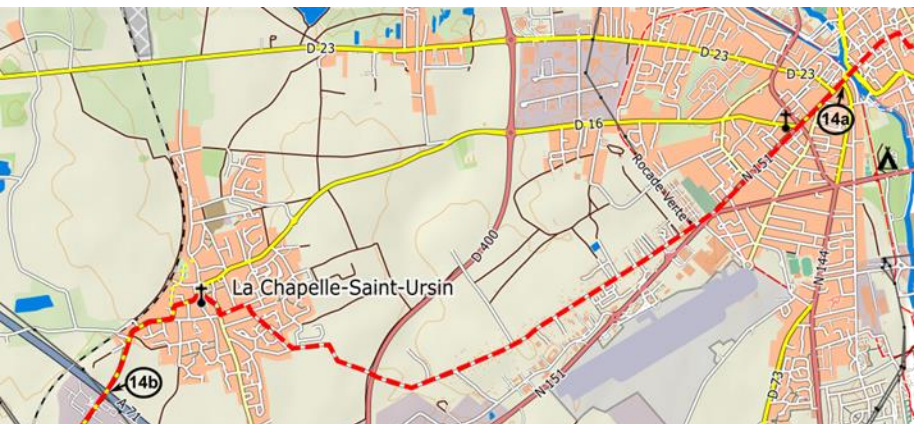 D 23
D 23
D 23
14a
D 16
N 151
Rocade-Verte
D 400
N 144
La Chapelle-Saint-Ursin
14b
A 71
N 151
D 73